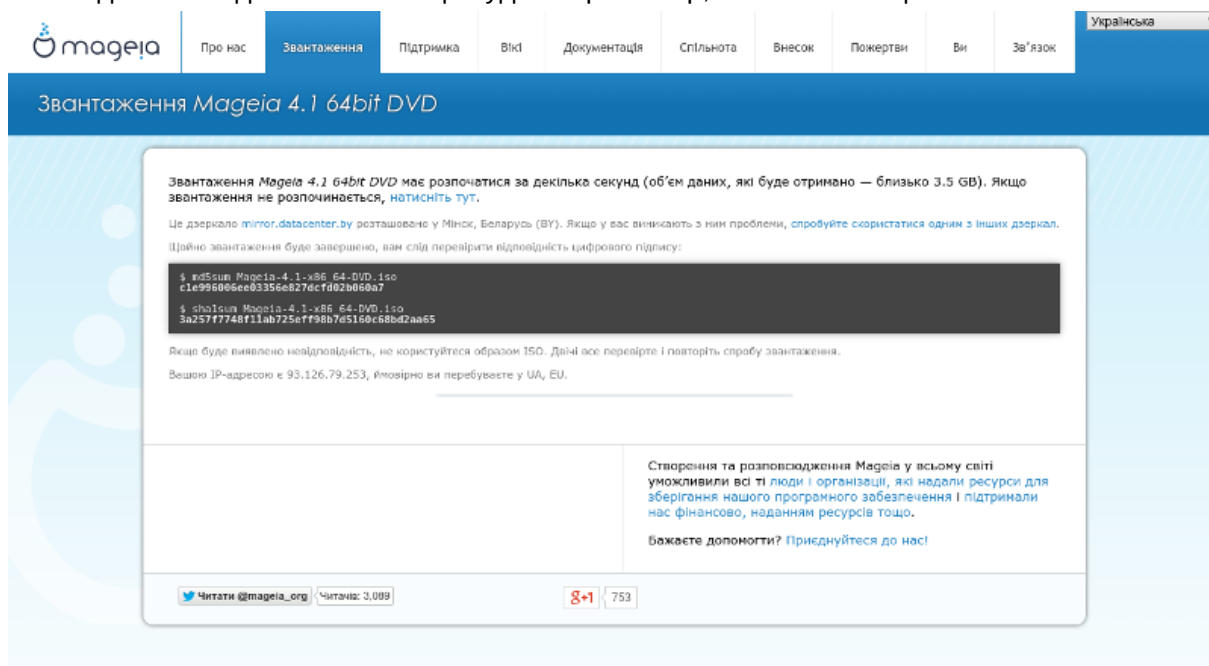 Українська
mageia
Про нас Звантаження Підтримка Вікі Документація Спільнота Внесок Пожертви Ви Зв'язок
Звантаження Mageia 4.1 64bit DVD
Звантаження Mageia 4.1 64bit DVD має розпочатися за декілька секунд (об'єм даних, які буде отримано — близько 3.5 GB). Якщо
звантаження не розпочинається, натисніть тут.
Це дзеркало mirror.datacenter.by розташовано у Мінск, Беларусь (BY). Якщо у вас виникають з ним проблеми, спробуйте скористатися одним з інших дзеркал.
Щойно звантаження буде завершено, вам слід перевірити відповідність цифрового підпису:
$ md5sum Mageia-4.1-x86_64-DVD.iso
c1e996006ee03356e827dcfd02b060a7
$ sha1sum Mageia-4.1-x86_64-DVD.iso
3a257f7748f11ab725eff98b7d5160c68bd2aa65
Якщо буде виявлено невідповідність, не користуйтеся образом ISO. Двічі все перевірте і повторіть спробу звантаження.
Вашою IP-адресою є 93.126.79.253, ймовірно ви перебуваєте у UA, EU.
Створення та розповсюдження Mageia у всьому світі
уможливили всі ті люди і організації, які надали ресурси для
зберігання нашого програмного забезпечення і підтримали
нас фінансово, наданням ресурсів тощо.
Бажаєте допомогти? Приєднуйтеся до нас!
Читати @mageia_org Читачів: 3,089
g+1 753